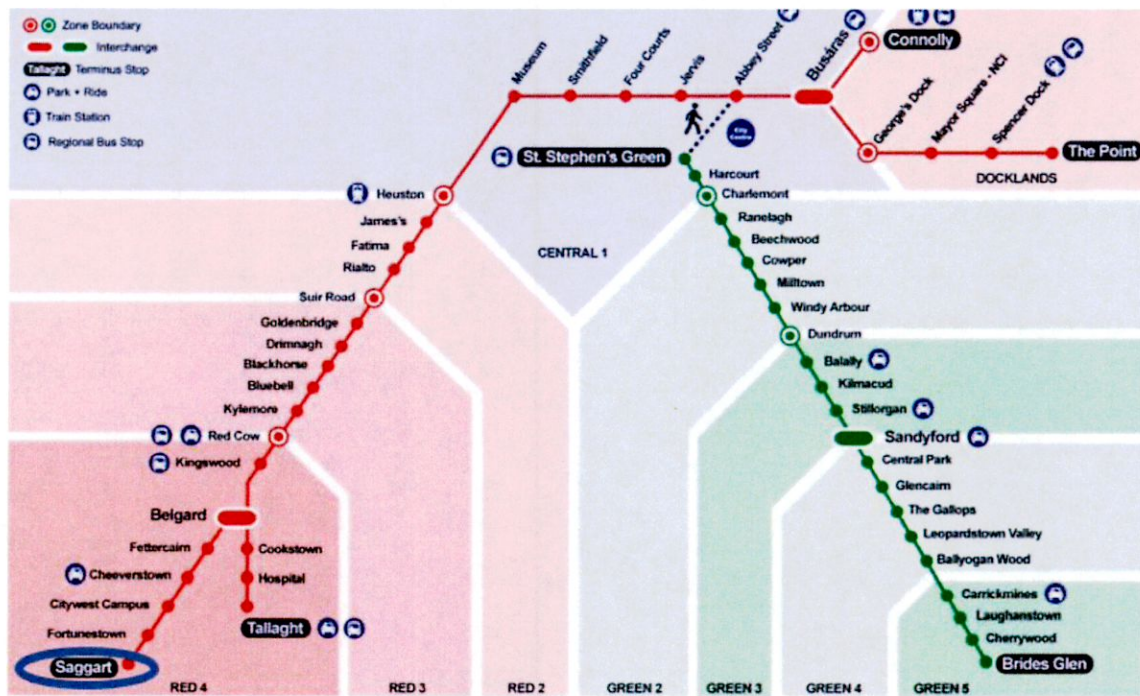 Zone Boundary
Interchange
Tallaght Terminus Stop
Park + Ride
Train Station
Regional Bus Stop
Museum
Smithfield
Four Courts
Jervis
Abbey Street
Busáras
Connolly
George's Dock
Mayor Square - NCI
Spencer Dock
The Point
DOCKLANDS
City
Centre
St. Stephen's Green
Harcourt
Charlemont
Ranelagh
Beechwood
Cowper
Milltown
Windy Arbour
Dundrum
Balally
Kilmacud
Stillorgan
Sandyford
Central Park
Glencairn
The Gallops
Leopardstown Valley
Ballyogan Wood
Carrickmines
Laughanstown
Cherrywood
Brides Glen
CENTRAL 1
Heuston
James's
Fatima
Rialto
Suir Road
Goldenbridge
Drimnagh
Blackhorse
Bluebell
Kylemore
Red Cow
Kingswood
Belgard
Fettercairn
Cheeverstown
Citywest Campus
Fortunestown
Saggart
Cookstown
Hospital
Tallaght
RED 4
RED 3
RED 2
GREEN 2
GREEN 3
GREEN 4
GREEN 5